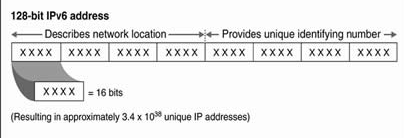 128-bit IPv6 address
Describes network location Provides unique identifying number
XXXX XXXX XXXX XXXX XXXX XXXX XXXX XXXX
XXXX = 16 bits
(Resulting in approximately 3.4 x 10³⁸ unique IP addresses)